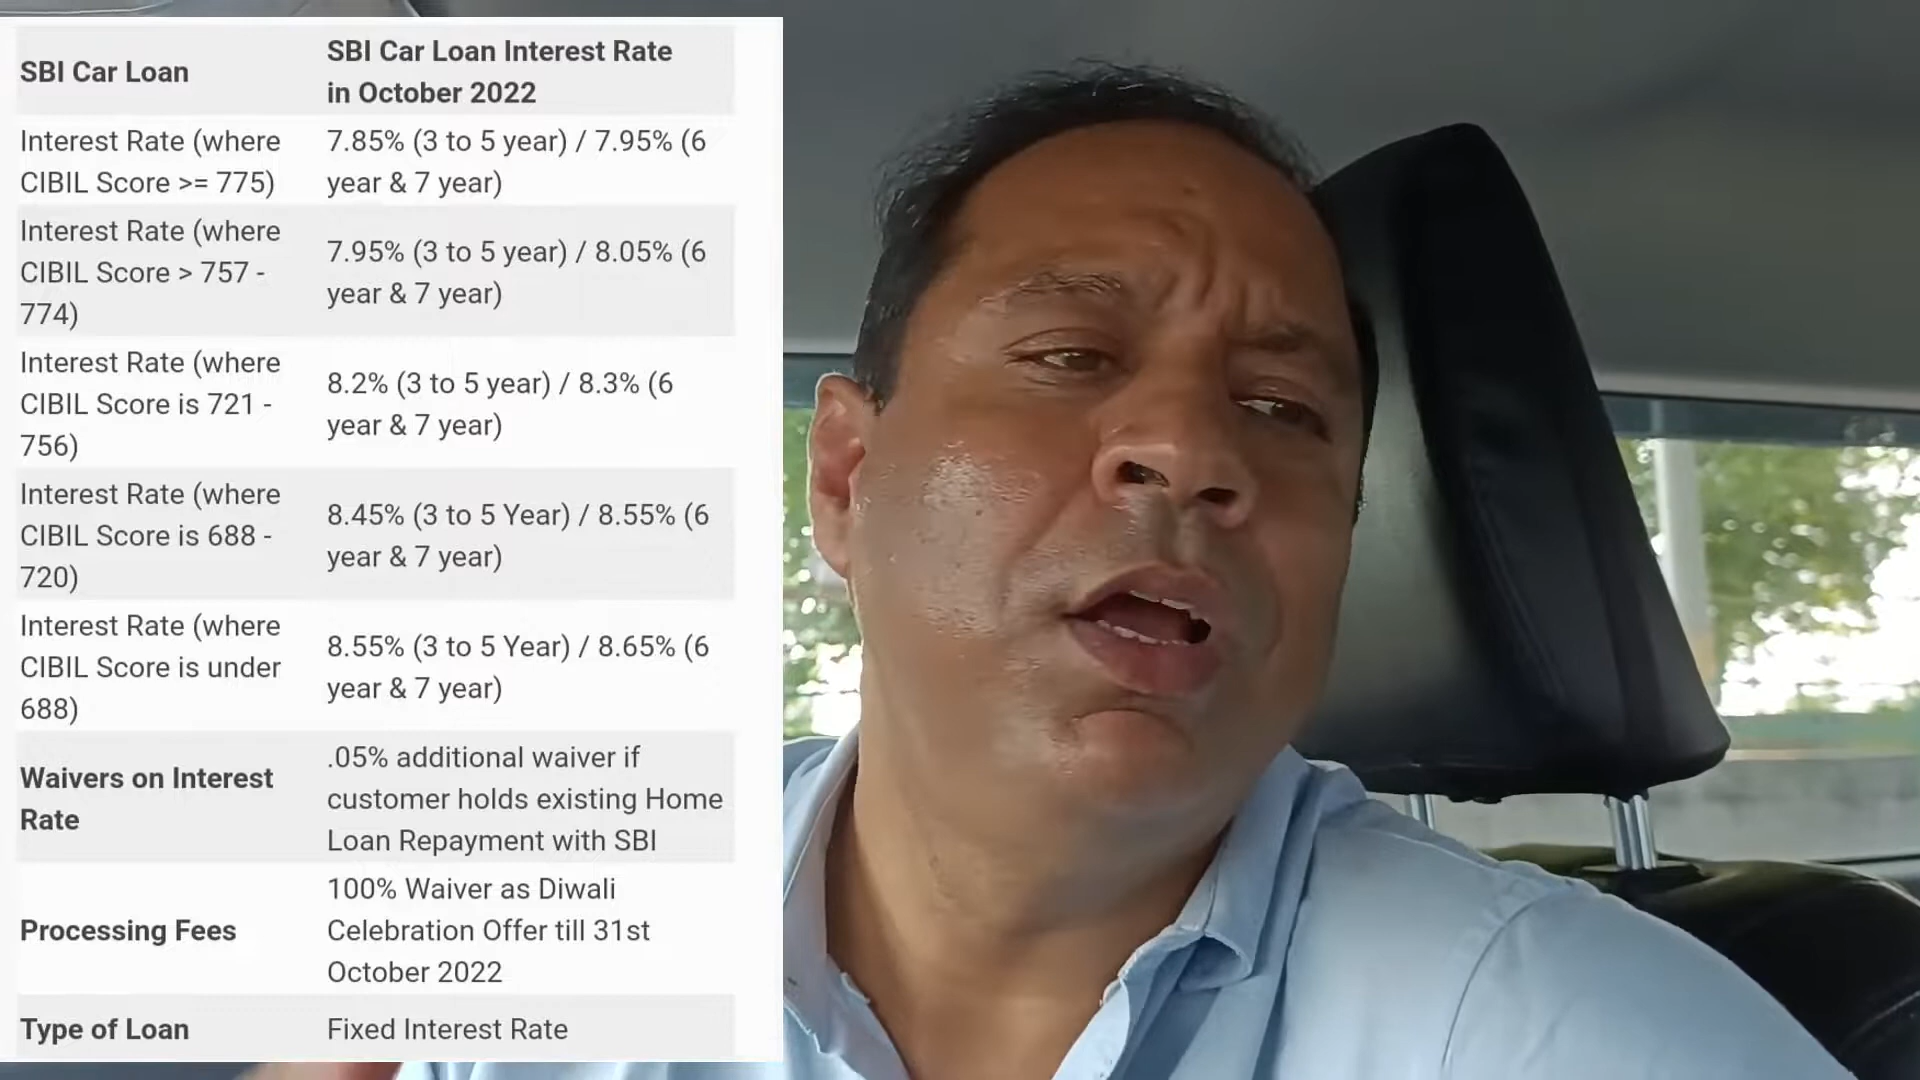 SBI Car Loan
SBI Car Loan Interest Rate
in October 2022
Interest Rate (where
CIBIL Score >= 775)
7.85% (3 to 5 year) / 7.95% (6
year & 7 year)
Interest Rate (where
CIBIL Score > 757 -
774)
7.95% (3 to 5 year) / 8.05% (6
year & 7 year)
Interest Rate (where
CIBIL Score is 721 -
756)
8.2% (3 to 5 year) / 8.3% (6
year & 7 year)
Interest Rate (where
CIBIL Score is 688 -
720)
8.45% (3 to 5 Year) / 8.55% (6
year & 7 year)
Interest Rate (where
CIBIL Score is under
688)
8.55% (3 to 5 Year) / 8.65% (6
year & 7 year)
Waivers on Interest
Rate
.05% additional waiver if
customer holds existing Home
Loan Repayment with SBI
Processing Fees
100% Waiver as Diwali
Celebration Offer till 31st
October 2022
Type of Loan
Fixed Interest Rate